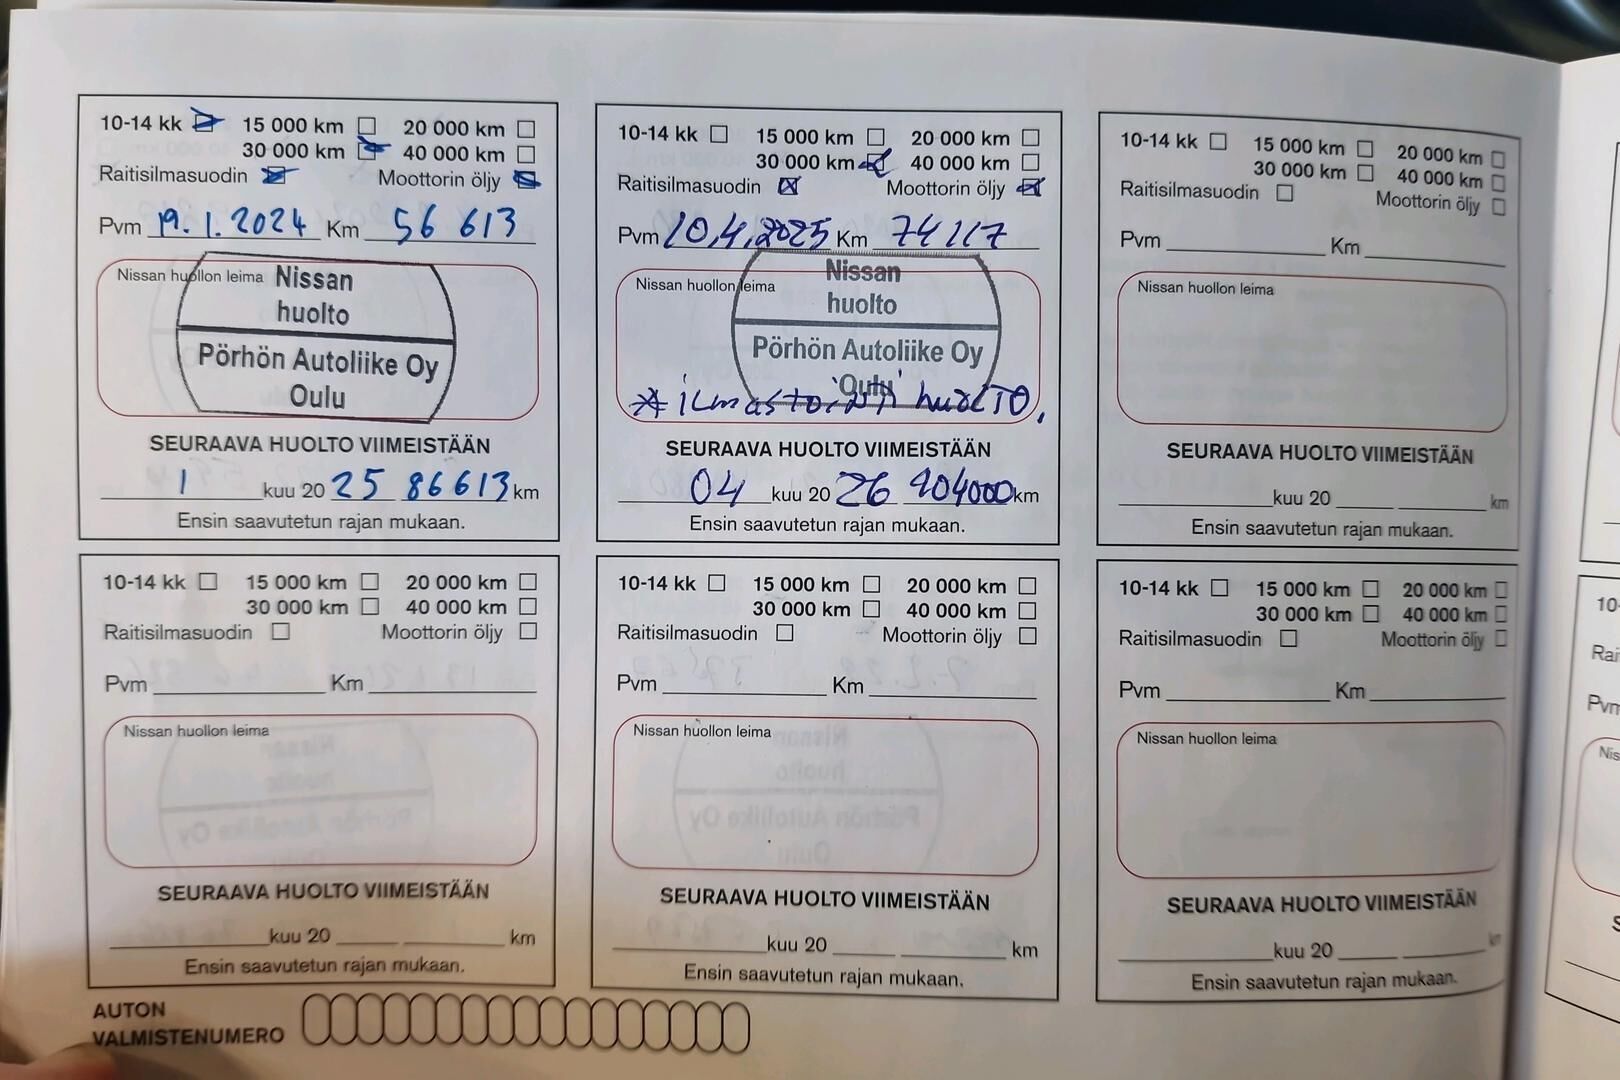 10-14 kk 15 000 km 20 000 km
30 000 km 40 000 km
Raitisilmasuodin Moottorin öljy
Pvm 19.1.2024 Km 56 613
Nissan huollon leima
Nissan
huolto
Pörhön Autoliike Oy
Oulu
SEURAAVA HUOLTO VIIMEISTÄÄN
1 kuu 20 25 86613 km
Ensin saavutetun rajan mukaan.
10-14 kk 15 000 km 20 000 km
30 000 km 40 000 km
Raitisilmasuodin Moottorin öljy
Pvm 10.4.2025 Km 74117
Nissan huollon leima
Nissan
huolto
Pörhön Autoliike Oy
Oulu
* ilmastointi huolto.
SEURAAVA HUOLTO VIIMEISTÄÄN
04 kuu 20 26 104000 km
Ensin saavutetun rajan mukaan.
10-14 kk 15 000 km 20 000 km
30 000 km 40 000 km
Raitisilmasuodin Moottorin öljy
Pvm Km
Nissan huollon leima
SEURAAVA HUOLTO VIIMEISTÄÄN
kuu 20 km
Ensin saavutetun rajan mukaan.
10-14 kk 15 000 km 20 000 km
30 000 km 40 000 km
Raitisilmasuodin Moottorin öljy
Pvm Km
Nissan huollon leima
SEURAAVA HUOLTO VIIMEISTÄÄN
kuu 20 km
Ensin saavutetun rajan mukaan.
10-14 kk 15 000 km 20 000 km
30 000 km 40 000 km
Raitisilmasuodin Moottorin öljy
Pvm Km
Nissan huollon leima
SEURAAVA HUOLTO VIIMEISTÄÄN
kuu 20 km
Ensin saavutetun rajan mukaan.
10-14 kk 15 000 km 20 000 km
30 000 km 40 000 km
Raitisilmasuodin Moottorin öljy
Pvm Km
Nissan huollon leima
SEURAAVA HUOLTO VIIMEISTÄÄN
kuu 20 km
Ensin saavutetun rajan mukaan.
AUTON
VALMISTENUMERO